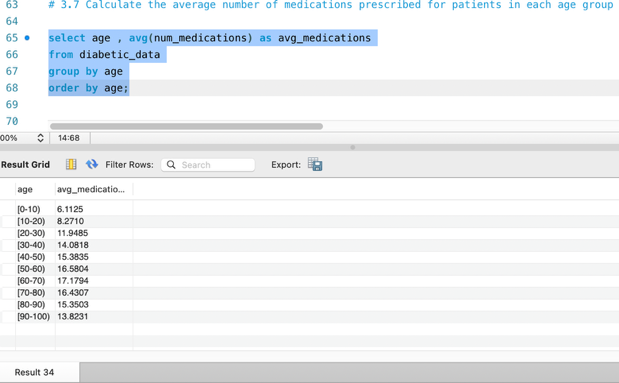 63 # 3.7 Calculate the average number of medications prescribed for patients in each age group
64
65 select age , avg(num_medications) as avg_medications
66 from diabetic_data
67 group by age
68 order by age;
69
70
00% 14:68
Result Grid Filter Rows: Search Export:
age avg_medicatio...
[0-10) 6.1125
[10-20) 8.2710
[20-30) 11.9485
[30-40) 14.0818
[40-50) 15.3835
[50-60) 16.5804
[60-70) 17.1794
[70-80) 16.4307
[80-90) 15.3503
[90-100) 13.8231
Result 34